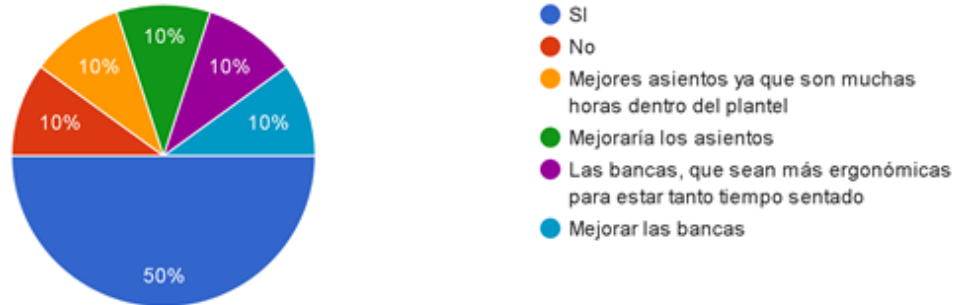 10%
10%
10%
10%
10%
50%
SI
No
Mejores asientos ya que son muchas
horas dentro del plantel
Mejoraría los asientos
Las bancas, que sean más ergonómicas
para estar tanto tiempo sentado
Mejorar las bancas